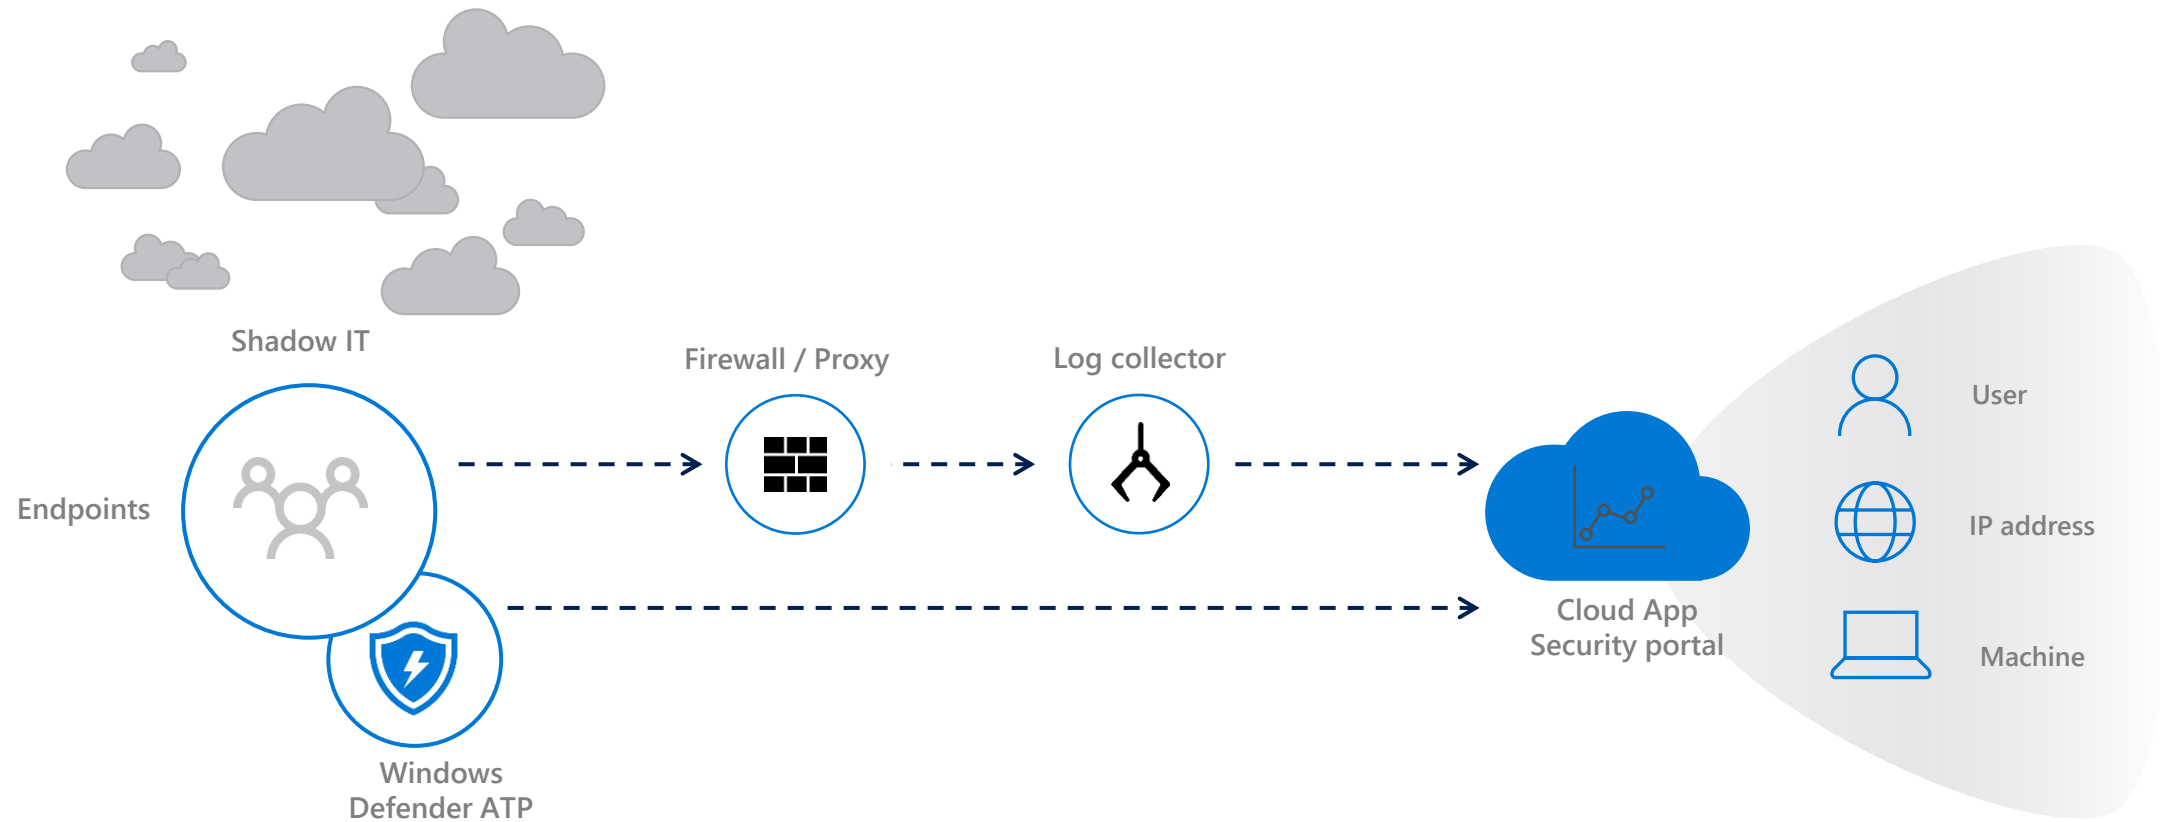 Shadow IT
Firewall / Proxy
Log collector
Endpoints
Windows
Defender ATP
Cloud App
Security portal
User
IP address
Machine